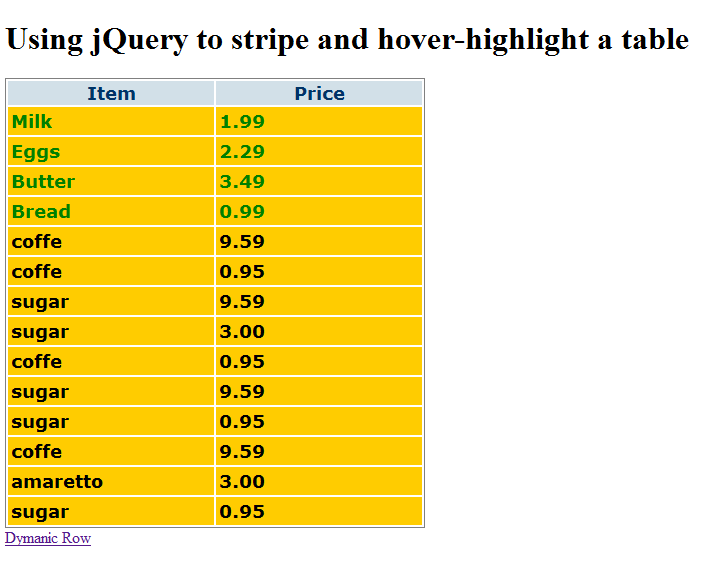 Using jQuery to stripe and hover-highlight a table
Item Price
Milk 1.99
Eggs 2.29
Butter 3.49
Bread 0.99
coffe 9.59
coffe 0.95
sugar 9.59
sugar 3.00
coffe 0.95
sugar 9.59
sugar 0.95
coffe 9.59
amaretto 3.00
sugar 0.95
Dymanic Row